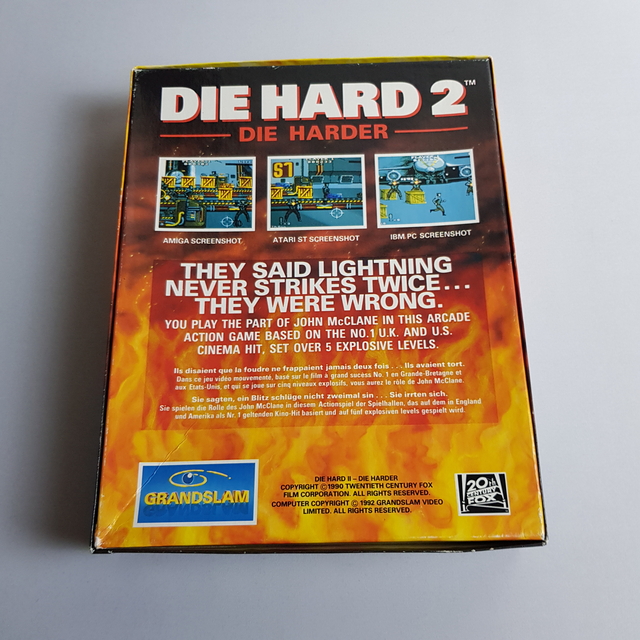 DIE HARD 2™
DIE HARDER
S7
AMIGA SCREENSHOT
ATARI ST SCREENSHOT
IBM PC SCREENSHOT
THEY SAID LIGHTNING
NEVER STRIKES TWICE...
THEY WERE WRONG.
YOU PLAY THE PART OF JOHN McCLANE IN THIS ARCADE
ACTION GAME BASED ON THE NO.1 U.K. AND U.S.
CINEMA HIT, SET OVER 5 EXPLOSIVE LEVELS.
Ils disaient que la foudre ne frappaient jamais deux fois . . . Ils avaient tort.
Dans ce jeu vidéo mouvementé, basé sur le film à grand sucess No. 1 en Grande-Bretagne et
aux Etats-Unis, et qui se joue sur cinq niveaux explosifs, vous aurez le rôle de John McClane.
Sie sagten, ein Blitz schlüge nicht zweimal ein . . . Sie irrten sich.
Sie spielen die Rolle des John McClane in diesem Actionspiel der Spielhallen, das auf dem in England
und Amerika als Nr. 1 geltenden Kino-Hit basiert und auf fünf explosiven levels gespielt wird.
GRANDSLAM
DIE HARD II – DIE HARDER
COPYRIGHT © 1990 TWENTIETH CENTURY FOX
FILM CORPORATION. ALL RIGHTS RESERVED.
COMPUTER COPYRIGHT © 1992 GRANDSLAM VIDEO
LIMITED. ALL RIGHTS RESERVED.
20th
CENTURY
FOX